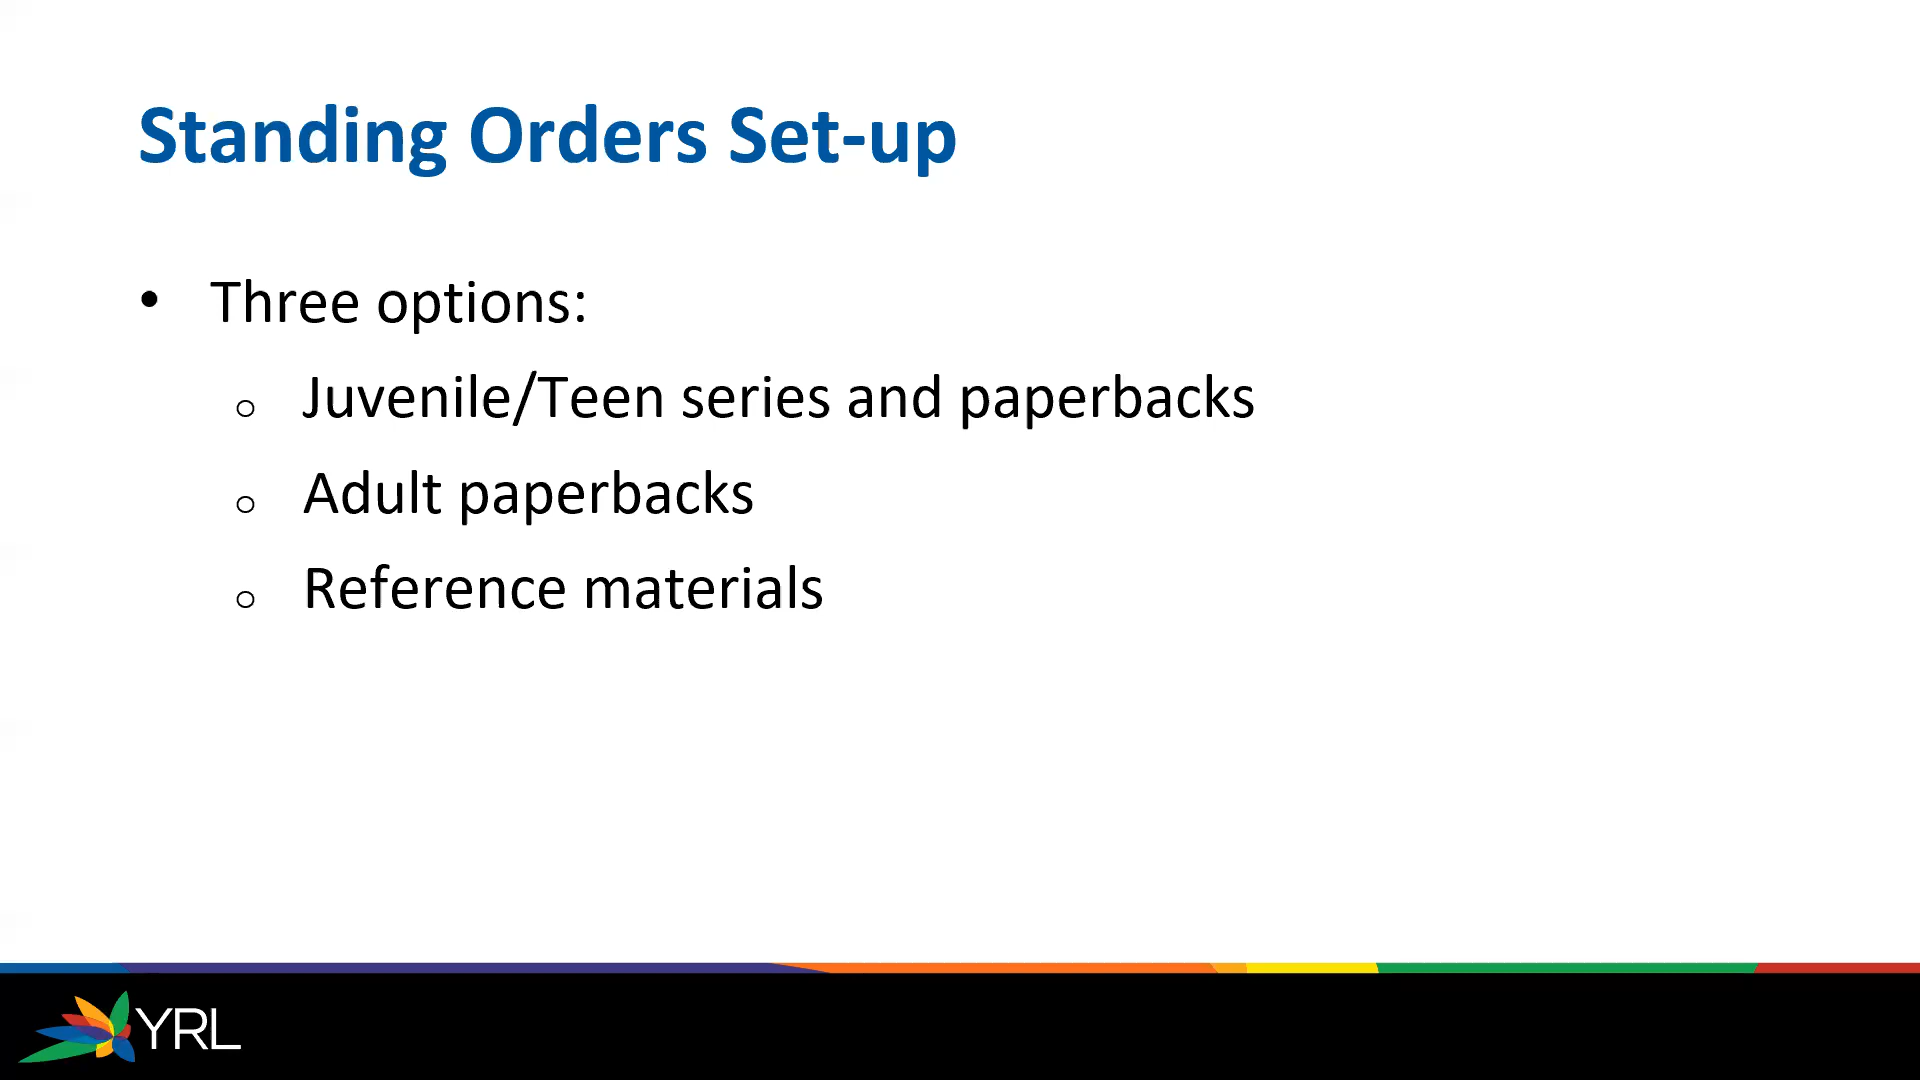 Standing Orders Set-up
• Three options:
o Juvenile/Teen series and paperbacks
o Adult paperbacks
o Reference materials
YRL